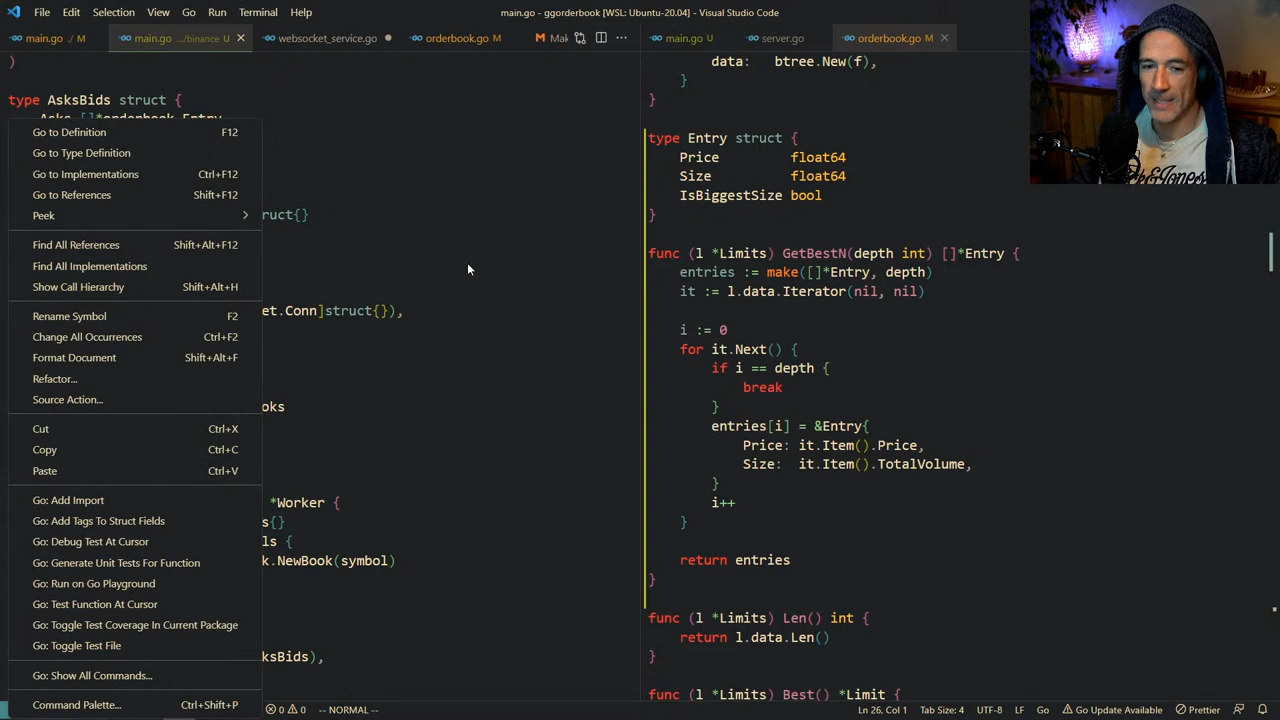 File Edit Selection View Go Run Terminal Help
main.go - ggorderbook [WSL: Ubuntu-20.04] - Visual Studio Code
main.go ./ M
main.go .../binance U
websocket_service.go
orderbook.go M
Mak
main.go U
server.go
orderbook.go M
)
type AsksBids struct {
Asks []*orderbook.Entry
Go to Definition F12
Go to Type Definition
Go to Implementations Ctrl+F12
Go to References Shift+F12
Peek
Find All References Shift+Alt+F12
Find All Implementations
Show Call Hierarchy Shift+Alt+H
Rename Symbol F2
Change All Occurrences Ctrl+F2
Format Document Shift+Alt+F
Refactor...
Source Action...
Cut Ctrl+X
Copy Ctrl+C
Paste Ctrl+V
Go: Add Import
Go: Add Tags To Struct Fields
Go: Debug Test At Cursor
Go: Generate Unit Tests For Function
Go: Run on Go Playground
Go: Test Function At Cursor
Go: Toggle Test Coverage In Current Package
Go: Toggle Test File
Go: Show All Commands...
Command Palette... Ctrl+Shift+P
ruct{}
et.Conn]struct{}),
oks
*Worker {
s{}
ls {
k.NewBook(symbol)
sksBids),
data: btree.New(f),
}
}
type Entry struct {
Price float64
Size float64
IsBiggestSize bool
}
func (l *Limits) GetBestN(depth int) []*Entry {
entries := make([]*Entry, depth)
it := l.data.Iterator(nil, nil)
i := 0
for it.Next() {
if i == depth {
break
}
entries[i] = &Entry{
Price: it.Item().Price,
Size: it.Item().TotalVolume,
}
i++
}
return entries
}
func (l *Limits) Len() int {
return l.data.Len()
}
func (l *Limits) Best() *Limit {
0 0 -- NORMAL --
Ln 26, Col 1 Tab Size: 4 UTF-8 LF Go Go Update Available Prettier